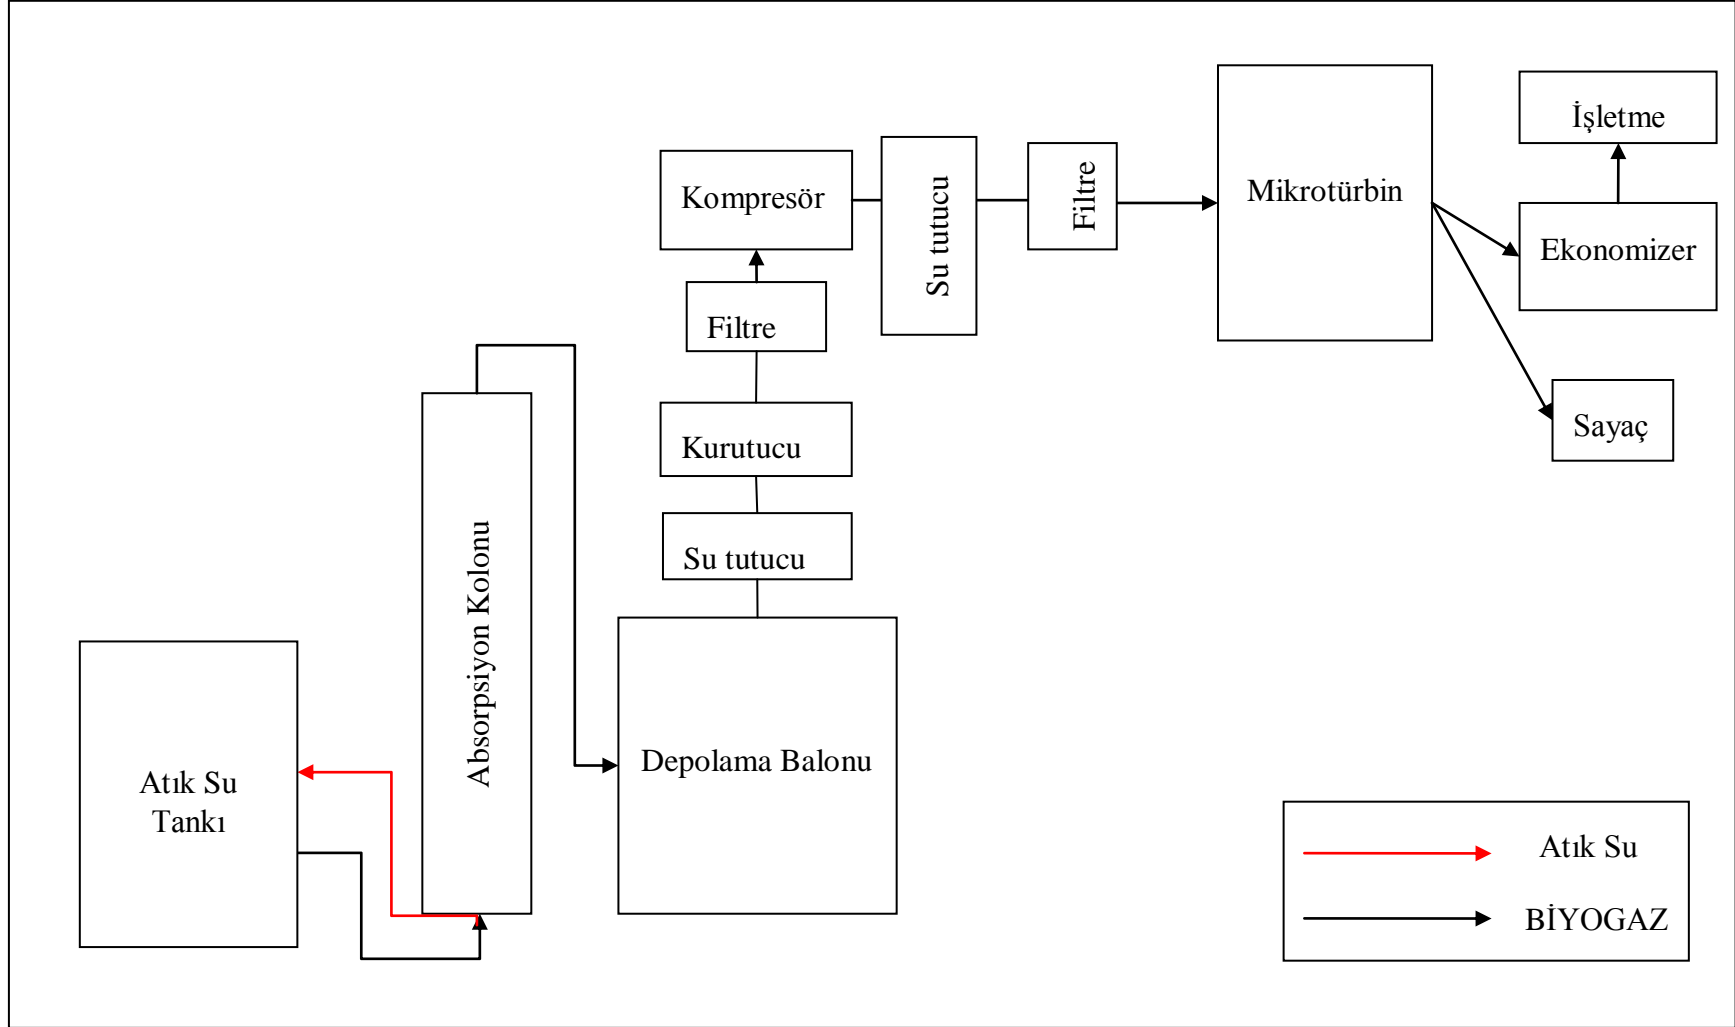 İşletme
Kompresör
Su tutucu
Filtre
Mikrotürbin
Ekonomizer
Filtre
Sayaç
Kurutucu
Su tutucu
Absorpsiyon Kolonu
Depolama Balonu
Atık Su
Tankı
Atık Su
BİYOGAZ